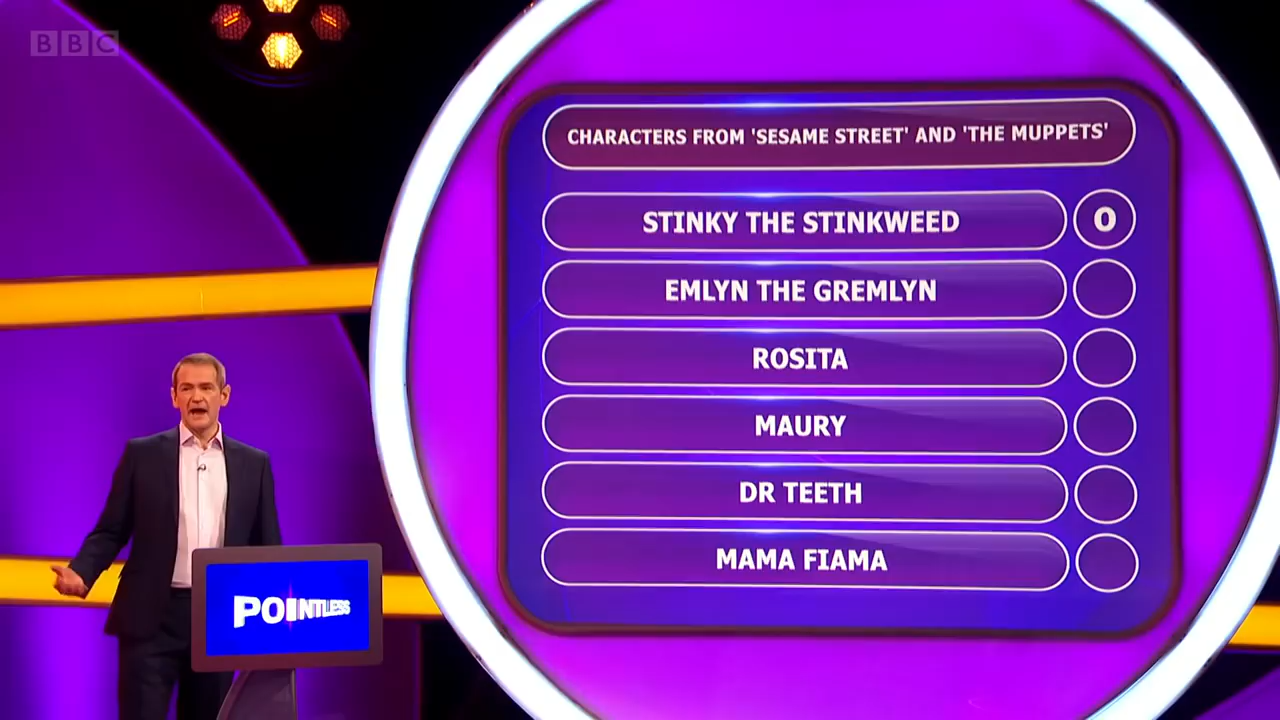 BBC
CHARACTERS FROM 'SESAME STREET' AND 'THE MUPPETS'
STINKY THE STINKWEED 0
EMLYN THE GREMLYN
ROSITA
MAURY
DR TEETH
MAMA FIAMA
POINTLESS